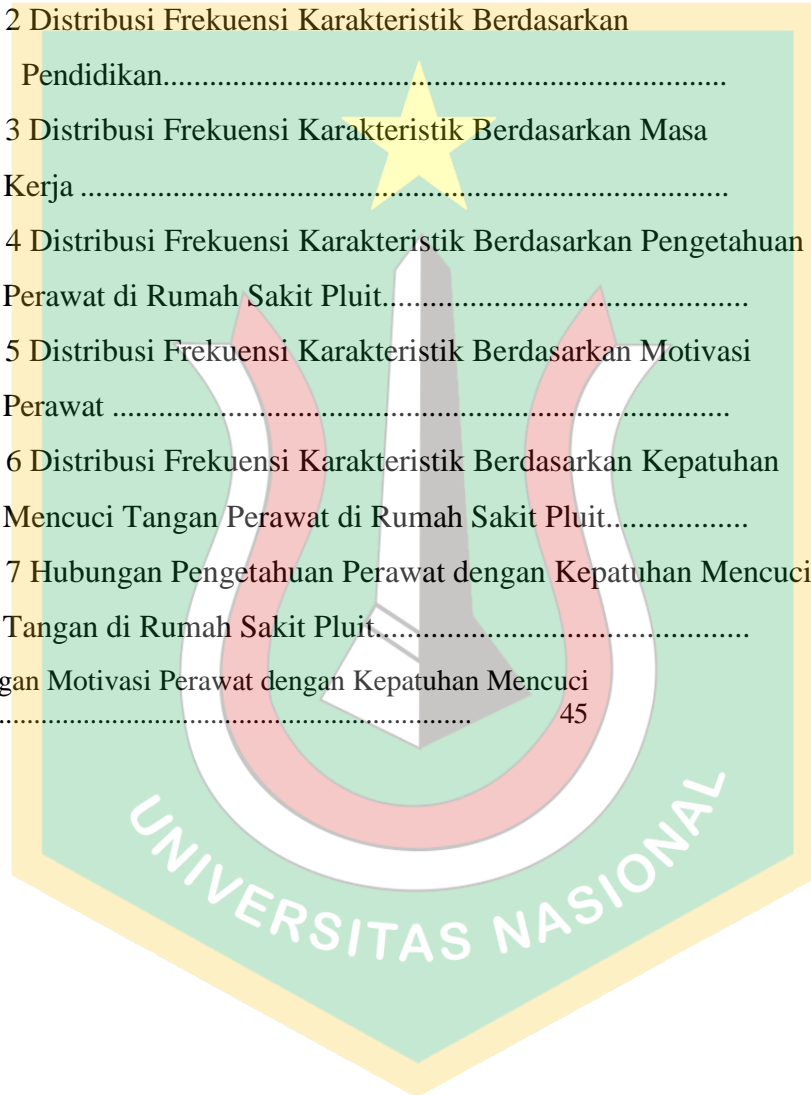 2 Distribusi Frekuensi Karakteristik Berdasarkan
Pendidikan.........................................................................
3 Distribusi Frekuensi Karakteristik Berdasarkan Masa
Kerja ....................................................................................
4 Distribusi Frekuensi Karakteristik Berdasarkan Pengetahuan
Perawat di Rumah Sakit Pluit...............................................
5 Distribusi Frekuensi Karakteristik Berdasarkan Motivasi
Perawat ................................................................................
6 Distribusi Frekuensi Karakteristik Berdasarkan Kepatuhan
Mencuci Tangan Perawat di Rumah Sakit Pluit..................
7 Hubungan Pengetahuan Perawat dengan Kepatuhan Mencuci
Tangan di Rumah Sakit Pluit................................................
gan Motivasi Perawat dengan Kepatuhan Mencuci
.............................................................. 45
UNIVERSITAS NASIONAL